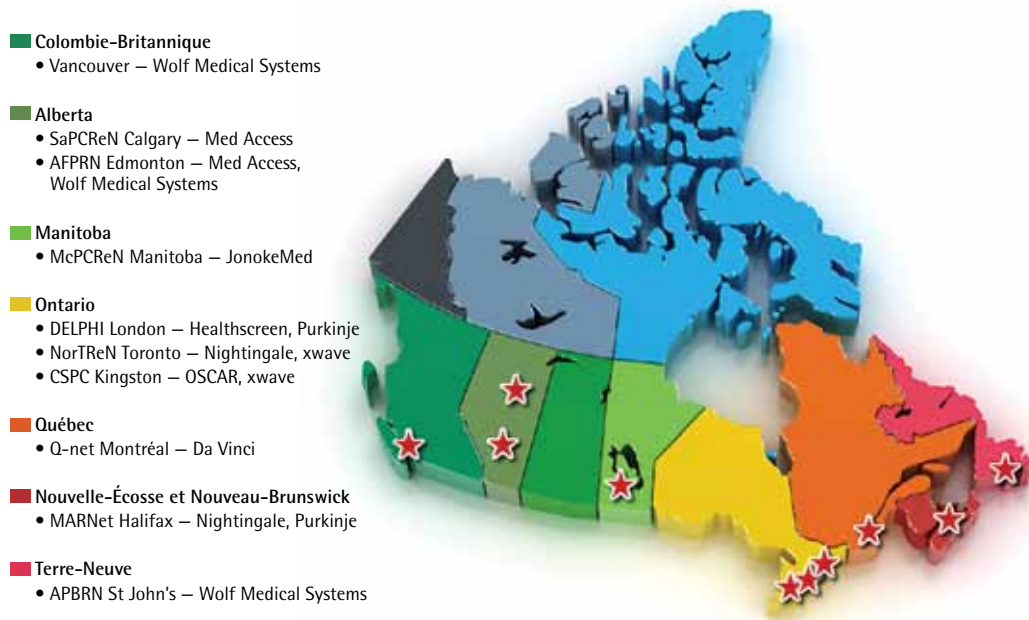 Colombie-Britannique
• Vancouver — Wolf Medical Systems
Alberta
• SaPCReN Calgary — Med Access
• AFPRN Edmonton — Med Access,
Wolf Medical Systems
Manitoba
• McPCReN Manitoba — JonokeMed
Ontario
• DELPHI London — Healthscreen, Purkinje
• NorTReN Toronto — Nightingale, xwave
• CSPC Kingston — OSCAR, xwave
Québec
• Q-net Montréal — Da Vinci
Nouvelle-Écosse et Nouveau-Brunswick
• MARNet Halifax — Nightingale, Purkinje
Terre-Neuve
• APBRN St John's — Wolf Medical Systems